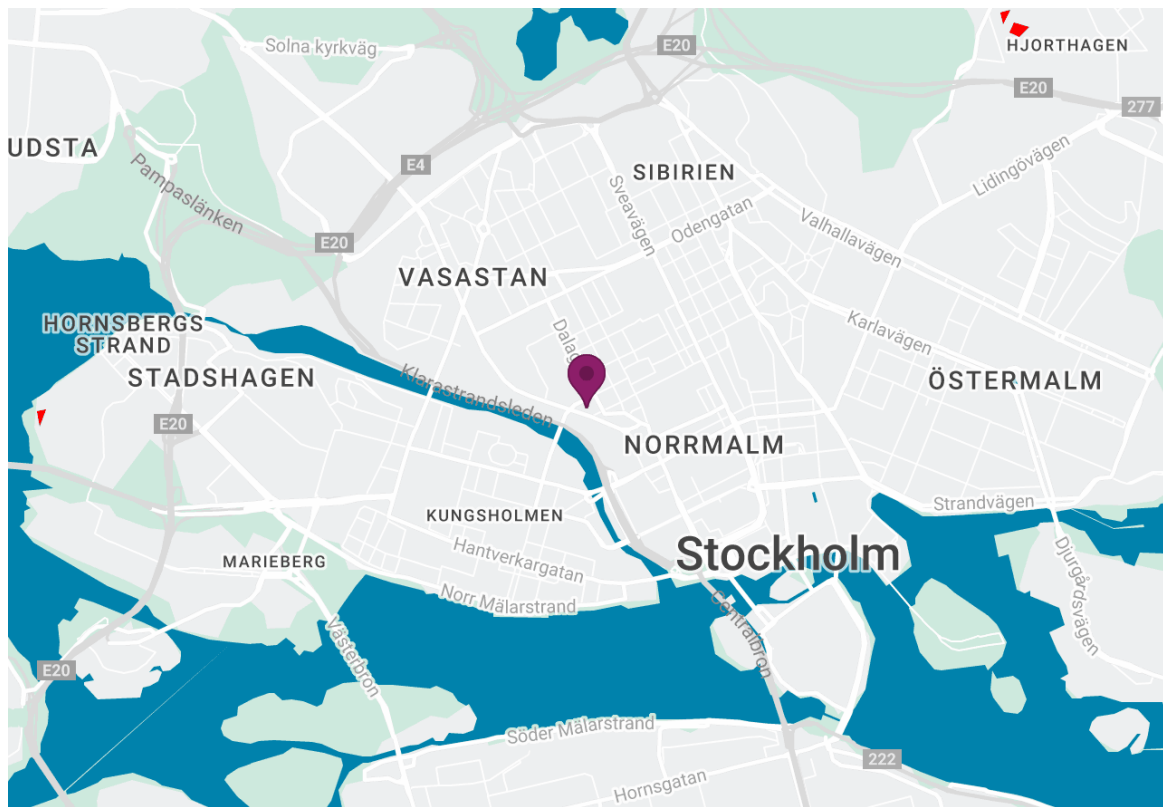 Solna kyrkväg
E20
HJORTHAGEN
E20
277
UDSTA
E4
SIBIRIEN
Lidingövägen
Pampaslänken
Sveavägen
Odengatan
Valhallavägen
E20
VASASTAN
HORNSBERGS
STRAND
Karlavägen
STADSHAGEN
Dalag
Klarastrandsleden
ÖSTERMALM
E20
NORRMALM
Strandvägen
KUNGSHOLMEN
Hantverkargatan
Stockholm
MARIEBERG
Djurgårdsvägen
Norr Mälarstrand
Centralbron
Västerbron
E20
Söder Mälarstrand
222
Hornsgatan